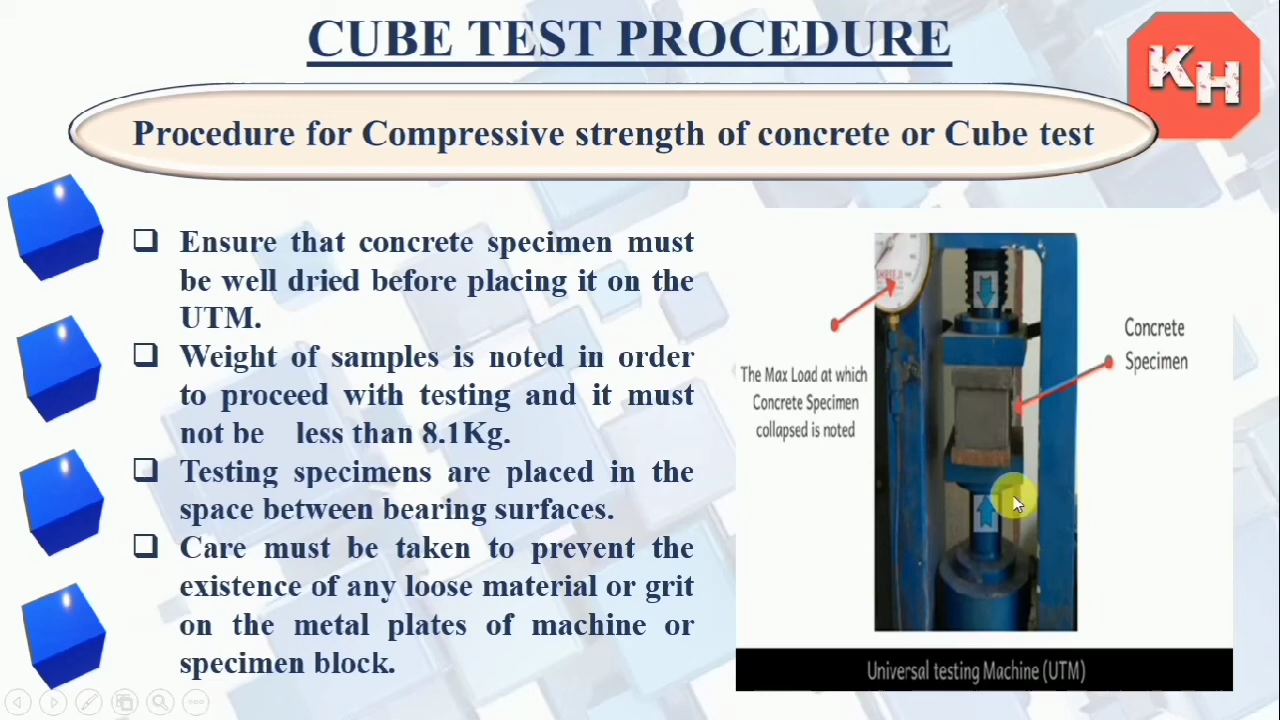 CUBE TEST PROCEDURE
KH
Procedure for Compressive strength of concrete or Cube test
Ensure that concrete specimen must
be well dried before placing it on the
UTM.
Weight of samples is noted in order
to proceed with testing and it must
not be less than 8.1Kg.
Testing specimens are placed in the
space between bearing surfaces.
Care must be taken to prevent the
existence of any loose material or grit
on the metal plates of machine or
specimen block.
The Max Load at which
Concrete Specimen
collapsed is noted
Concrete
Specimen
Universal testing Machine (UTM)